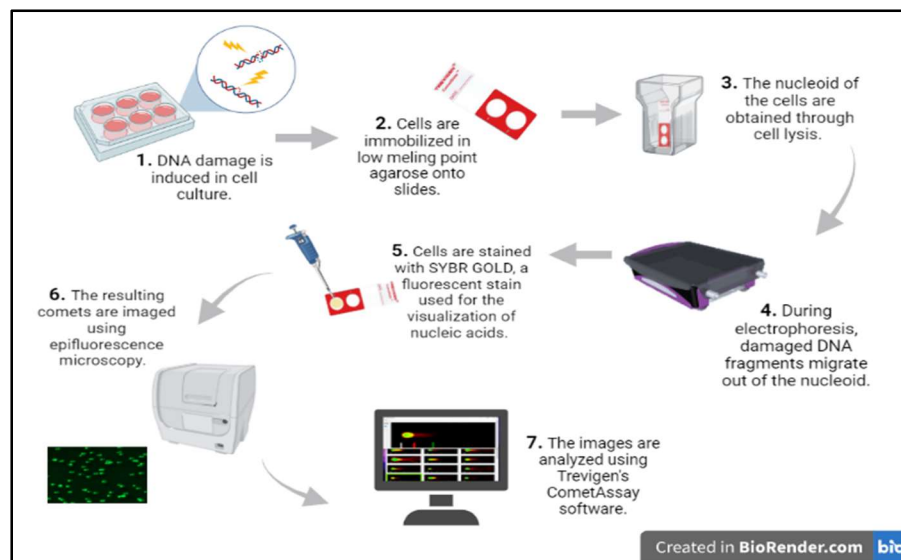 1. DNA damage is
induced in cell
culture.
2. Cells are
immobilized in
low meling point
agarose onto
slides.
3. The nucleoid of
the cells are
obtained through
cell lysis.
4. During
electrophoresis,
damaged DNA
fragments migrate
out of the nucleoid.
5. Cells are stained
with SYBR GOLD, a
fluorescent stain
used for the
visualization of
nucleic acids.
6. The resulting
comets are imaged
using
epifluorescence
microscopy.
7. The images are
analyzed using
Trevigen's
CometAssay
software.
Created in BioRender.com bio